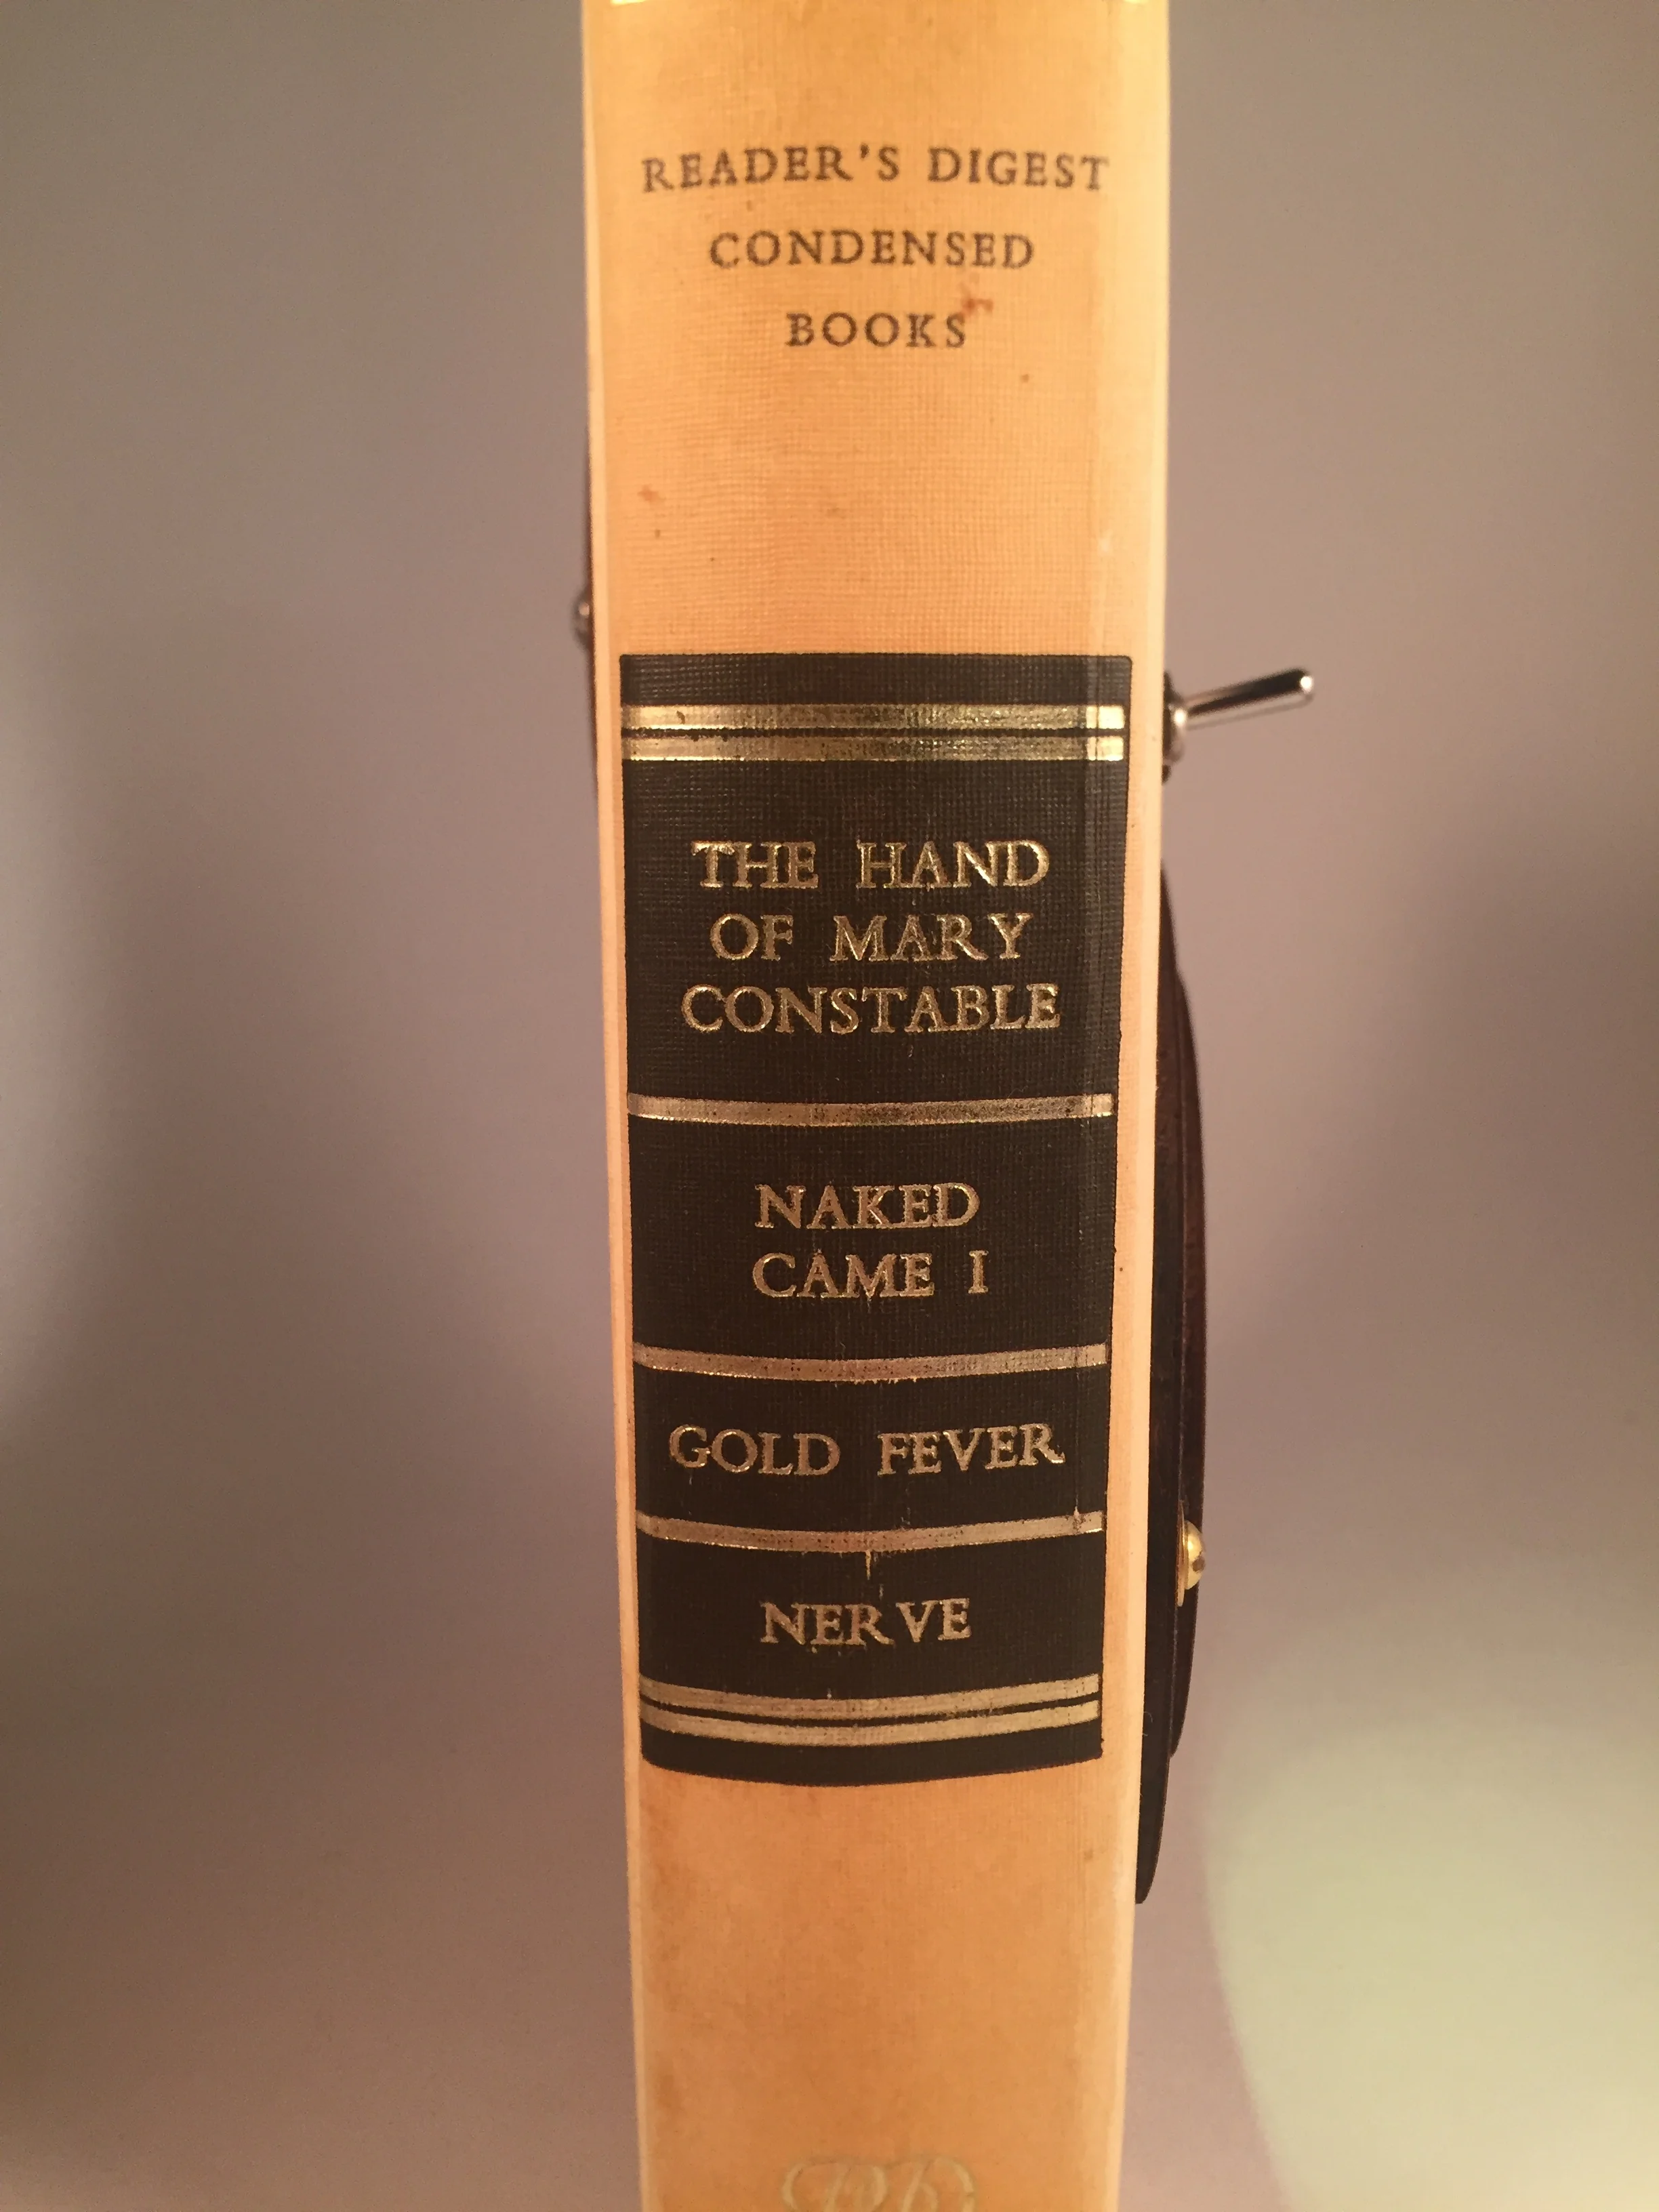 READER'S DIGEST
CONDENSED
BOOKS
THE HAND
OF MARY
CONSTABLE
NAKED
CAME I
GOLD FEVER
NERVE